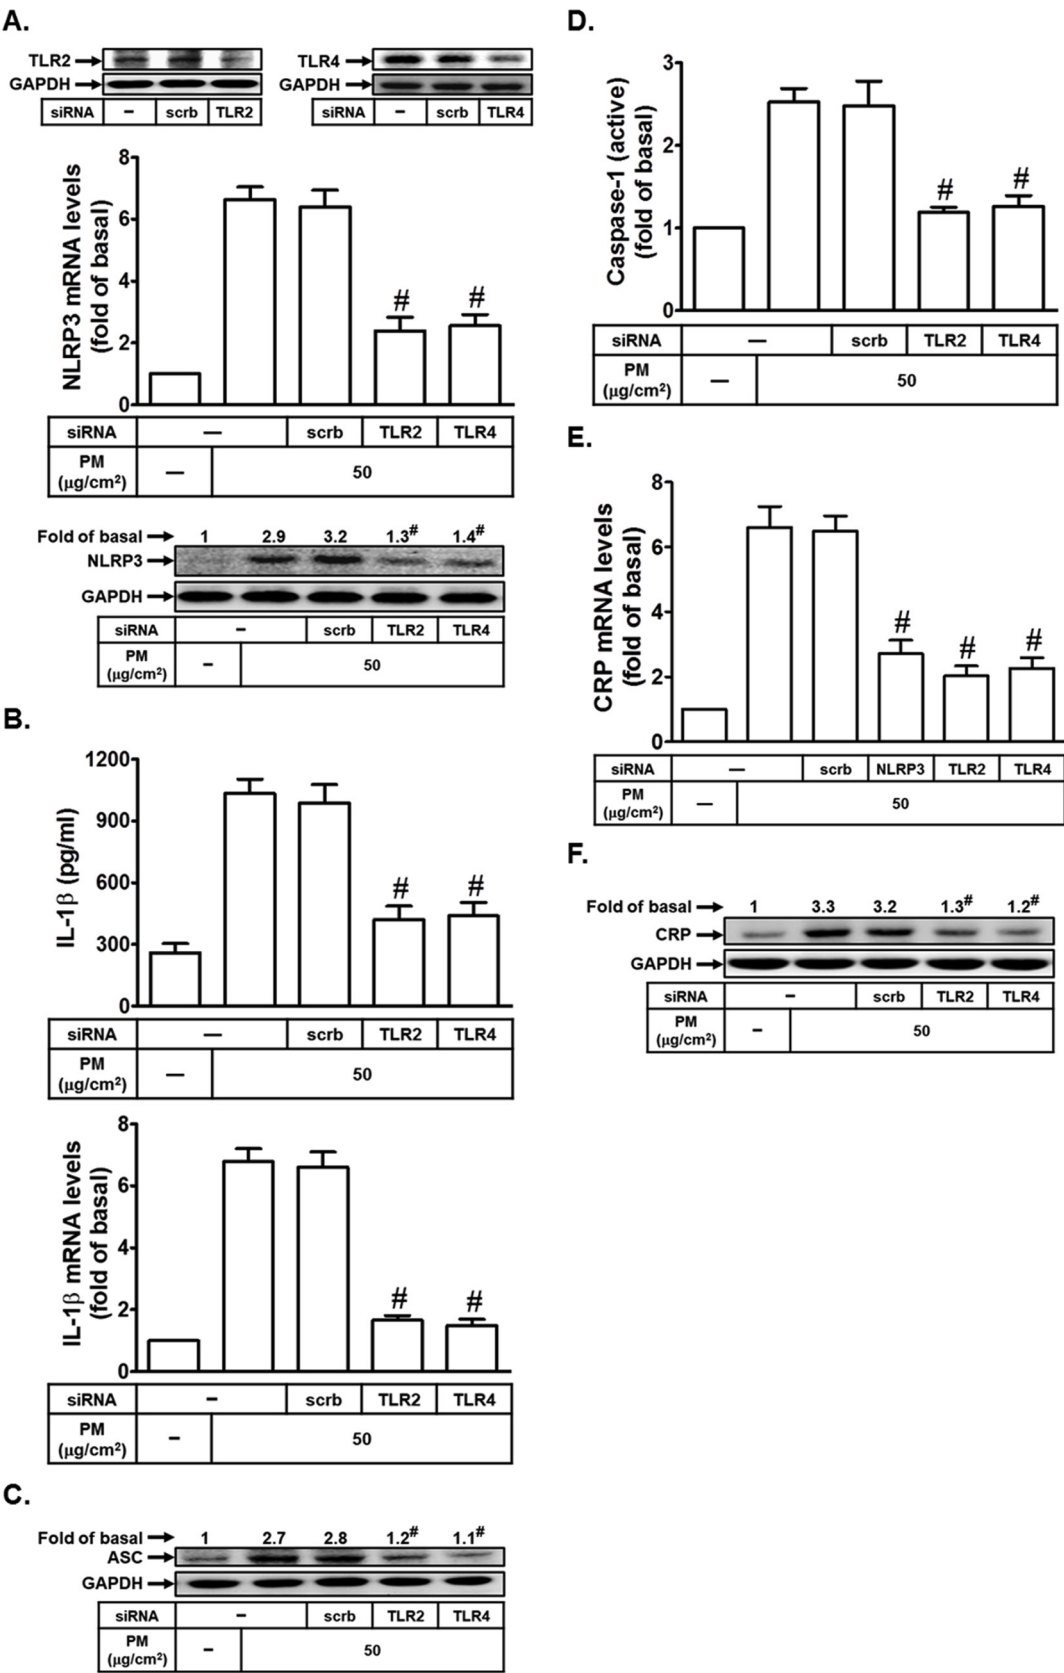 A.
TLR2
GAPDH
siRNA – scrb TLR2
TLR4
GAPDH
siRNA – scrb TLR4
NLRP3 mRNA levels
(fold of basal)
8
6
4
2
0
# #
siRNA — scrb TLR2 TLR4
PM
(μg/cm²) — 50
Fold of basal 1 2.9 3.2 1.3# 1.4#
NLRP3
GAPDH
siRNA – scrb TLR2 TLR4
PM
(μg/cm²) – 50
B.
IL-1β (pg/ml)
1200
900
600
300
0
# #
siRNA — scrb TLR2 TLR4
PM
(μg/cm²) — 50
IL-1β mRNA levels
(fold of basal)
8
6
4
2
0
# #
siRNA – scrb TLR2 TLR4
PM
(μg/cm²) – 50
C.
Fold of basal 1 2.7 2.8 1.2# 1.1#
ASC
GAPDH
siRNA – scrb TLR2 TLR4
PM
(μg/cm²) – 50
D.
Caspase-1 (active)
(fold of basal)
3
2
1
0
# #
siRNA — scrb TLR2 TLR4
PM
(μg/cm²) — 50
E.
CRP mRNA levels
(fold of basal)
8
6
4
2
0
# # #
siRNA — scrb NLRP3 TLR2 TLR4
PM
(μg/cm²) — 50
F.
Fold of basal 1 3.3 3.2 1.3# 1.2#
CRP
GAPDH
siRNA – scrb TLR2 TLR4
PM
(μg/cm²) – 50